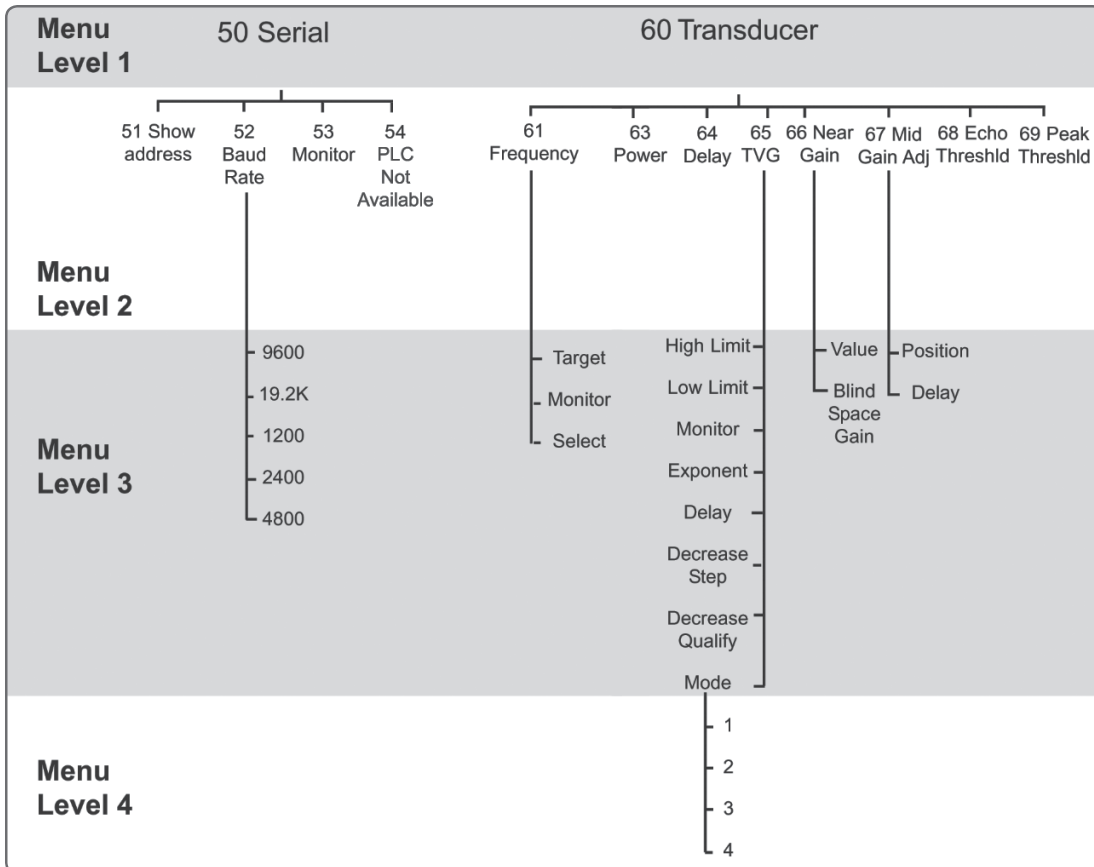 Menu
Level 1
50 Serial
60 Transducer
51 Show
address
52
Baud
Rate
53
Monitor
54
PLC
Not
Available
61
Frequency
63
Power
64
Delay
65
TVG
66 Near
Gain
67 Mid
Gain Adj
68 Echo
Threshld
69 Peak
Threshld
Menu
Level 2
Menu
Level 3
9600
19.2K
1200
2400
4800
Target
Monitor
Select
High Limit
Low Limit
Monitor
Exponent
Delay
Decrease
Step
Decrease
Qualify
Mode
Value
Blind
Space
Gain
Position
Delay
Menu
Level 4
1
2
3
4